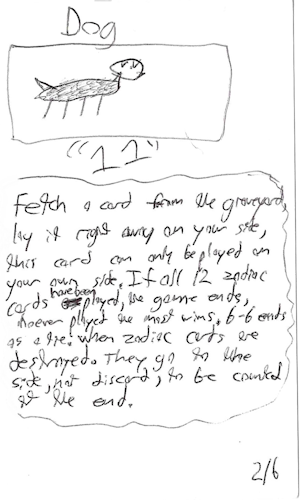 Dog
"11"
Fetch a card from the graveyard,
lay it right away on your side,
this card can only be played on
your own side. If all 12 zodiac
cards have been played, the game ends,
whoever played the most wins. 6-6 ends
as a tie. When zodiac cards are
destroyed. They go to the
side, not discard, to be counted
at the end.
2/6